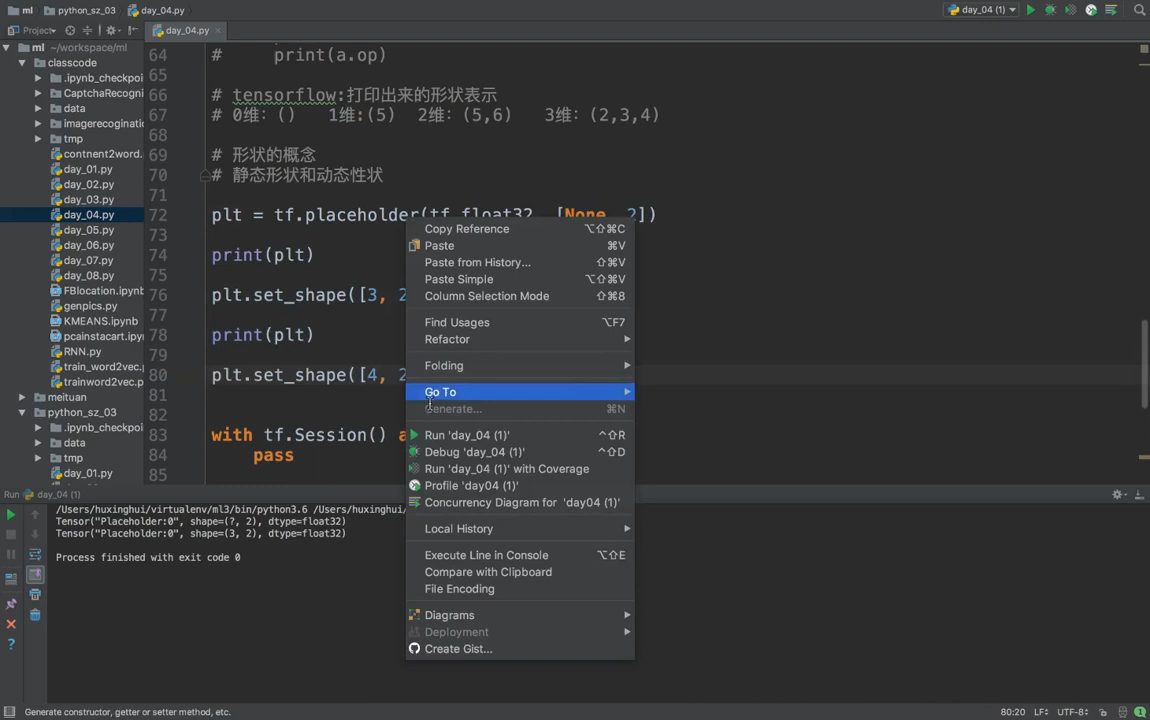 ml
python_sz_03
day_04.py
day_04 (1)
Project
day_04.py
ml ~/workspace/ml
classcode
.ipynb_checkpoi
CaptchaRecogni
data
imagerecoginatio
tmp
contnent2word.
day_01.py
day_02.py
day_03.py
day_04.py
day_05.py
day_06.py
day_07.py
day_08.py
FBlocation.ipynb
genpics.py
KMEANS.ipynb
pcainstacart.ipyn
RNN.py
train_word2vec.p
trainword2vec.p
meituan
python_sz_03
.ipynb_checkpoi
data
tmp
day_01.py
64 # print(a.op)
65
66 # tensorflow:打印出来的形状表示
67 # 0维: () 1维:(5) 2维: (5,6) 3维: (2,3,4)
68
69 # 形状的概念
70 # 静态形状和动态性状
71
72 plt = tf.placeholder(tf.float32, [None, 2])
73
74 print(plt)
75
76 plt.set_shape([3, 2
77
78 print(plt)
79
80 plt.set_shape([4, 2
81
82
83 with tf.Session() a
84 pass
85
Copy Reference ⌥⇧⌘C
Paste ⌘V
Paste from History... ⇧⌘V
Paste Simple ⌥⇧⌘V
Column Selection Mode ⇧⌘8
Find Usages ⌥F7
Refactor
Folding
Go To
Generate... ⌘N
Run 'day_04 (1)' ^⇧R
Debug 'day_04 (1)' ^⇧D
Run 'day_04 (1)' with Coverage
Profile 'day04 (1)'
Concurrency Diagram for 'day04 (1)'
Local History
Execute Line in Console ⌥⇧E
Compare with Clipboard
File Encoding
Diagrams
Deployment
Create Gist...
Run day_04 (1)
/Users/huxinghui/virtualenv/ml3/bin/python3.6 /Users/huxinghui/
Tensor("Placeholder:0", shape=(?, 2), dtype=float32)
Tensor("Placeholder:0", shape=(3, 2), dtype=float32)
Process finished with exit code 0
Generate constructor, getter or setter method, etc.
80:20 LF÷ UTF-8÷ 1